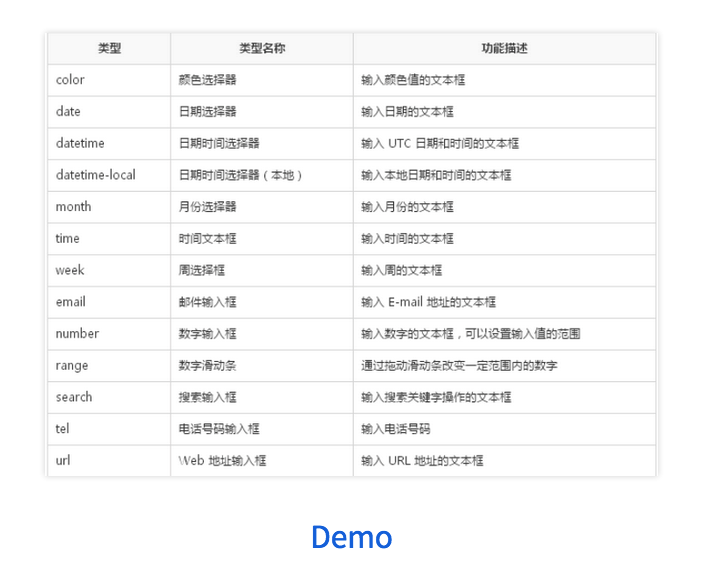 类型 类型名称 功能描述
color 颜色选择器 输入颜色值的文本框
date 日期选择器 输入日期的文本框
datetime 日期时间选择器 输入 UTC 日期和时间的文本框
datetime-local 日期时间选择器（本地） 输入本地日期和时间的文本框
month 月份选择器 输入月份的文本框
time 时间文本框 输入时间的文本框
week 周选择框 输入周的文本框
email 邮件输入框 输入 E-mail 地址的文本框
number 数字输入框 输入数字的文本框，可以设置输入值的范围
range 数字滑动条 通过拖动滑动条改变一定范围内的数字
search 搜索输入框 输入搜索关键字操作的文本框
tel 电话号码输入框 输入电话号码
url Web 地址输入框 输入 URL 地址的文本框
Demo